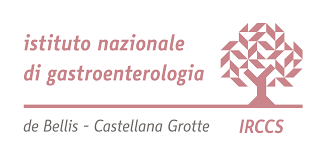 istituto nazionale
di gastroenterologia
de Bellis - Castellana Grotte IRCCS